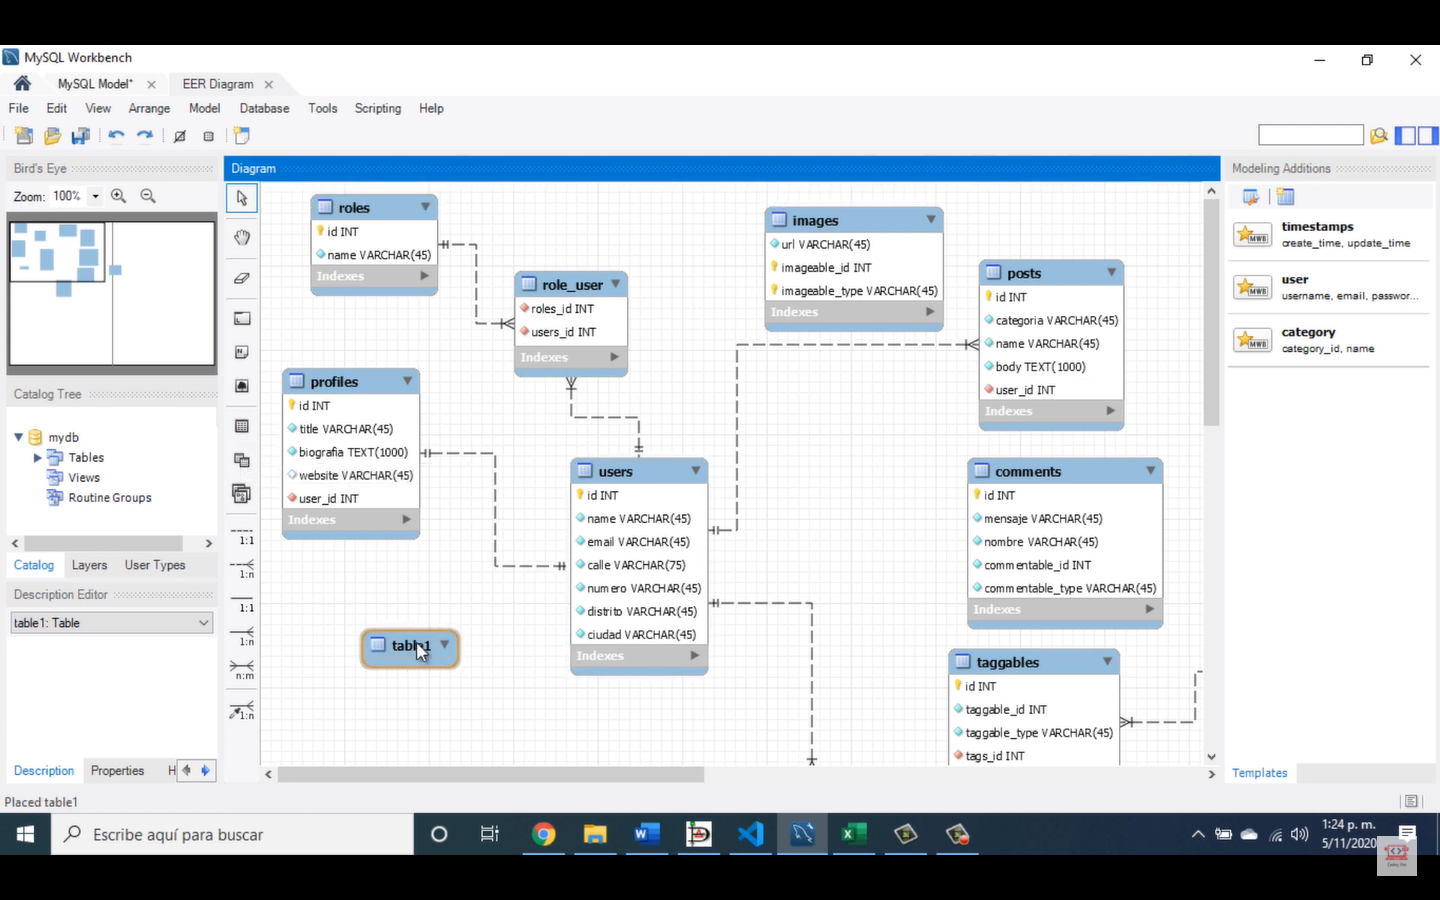 MySQL Workbench
MySQL Model*
EER Diagram
File Edit View Arrange Model Database Tools Scripting Help
Bird's Eye
Zoom: 100%
Catalog Tree
mydb
Tables
Views
Routine Groups
Catalog Layers User Types
Description Editor
table1: Table
Description Properties H
Placed table1
1:1
1:n
1:1
1:n
n:m
1:n
Diagram
roles
id INT
name VARCHAR(45)
Indexes
role_user
roles_id INT
users_id INT
Indexes
profiles
id INT
title VARCHAR(45)
biografia TEXT(1000)
website VARCHAR(45)
user_id INT
Indexes
users
id INT
name VARCHAR(45)
email VARCHAR(45)
calle VARCHAR(75)
numero VARCHAR(45)
distrito VARCHAR(45)
ciudad VARCHAR(45)
Indexes
table1
images
url VARCHAR(45)
imageable_id INT
imageable_type VARCHAR(45)
Indexes
posts
id INT
categoria VARCHAR(45)
name VARCHAR(45)
body TEXT(1000)
user_id INT
Indexes
comments
id INT
mensaje VARCHAR(45)
nombre VARCHAR(45)
commentable_id INT
commentable_type VARCHAR(45)
Indexes
taggables
id INT
taggable_id INT
taggable_type VARCHAR(45)
tags_id INT
Modeling Additions
timestamps
create_time, update_time
user
username, email, passwor...
category
category_id, name
Templates
Escribe aquí para buscar
1:24 p. m.
5/11/2020